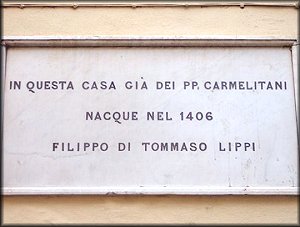 IN QUESTA CASA GIÀ DEI PP. CARMELITANI
NACQUE NEL 1406
FILIPPO DI TOMMASO LIPPI